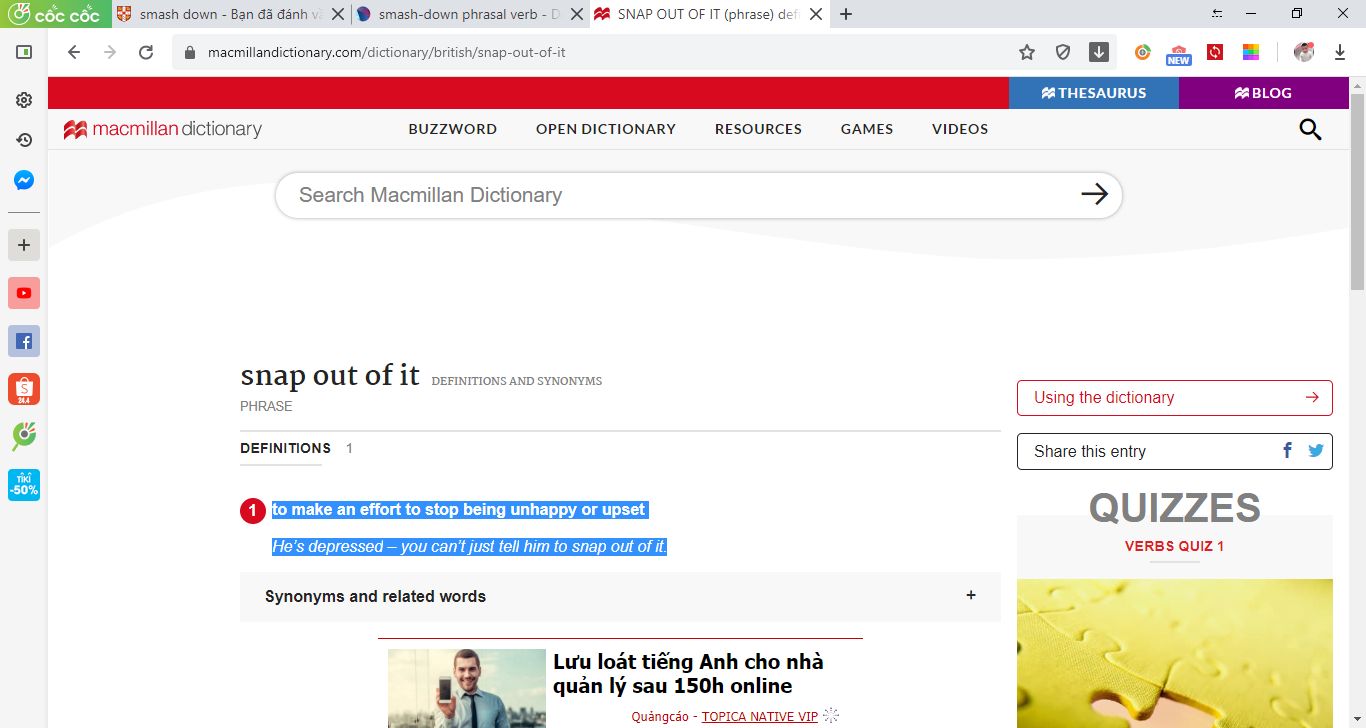 cốc cốc
smash down - Bạn đã đánh vầ
smash-down phrasal verb - D
SNAP OUT OF IT (phrase) defi
macmillandictionary.com/dictionary/british/snap-out-of-it
NEW
THESAURUS
BLOG
macmillan dictionary
BUZZWORD
OPEN DICTIONARY
RESOURCES
GAMES
VIDEOS
Search Macmillan Dictionary
snap out of it DEFINITIONS AND SYNONYMS
PHRASE
DEFINITIONS 1
1 to make an effort to stop being unhappy or upset
He's depressed – you can't just tell him to snap out of it.
Synonyms and related words +
Lưu loát tiếng Anh cho nhà
quản lý sau 150h online
Quảngcáo - TOPICA NATIVE VIP
Using the dictionary
Share this entry
QUIZZES
VERBS QUIZ 1
S
24.4
TIKI
-50%